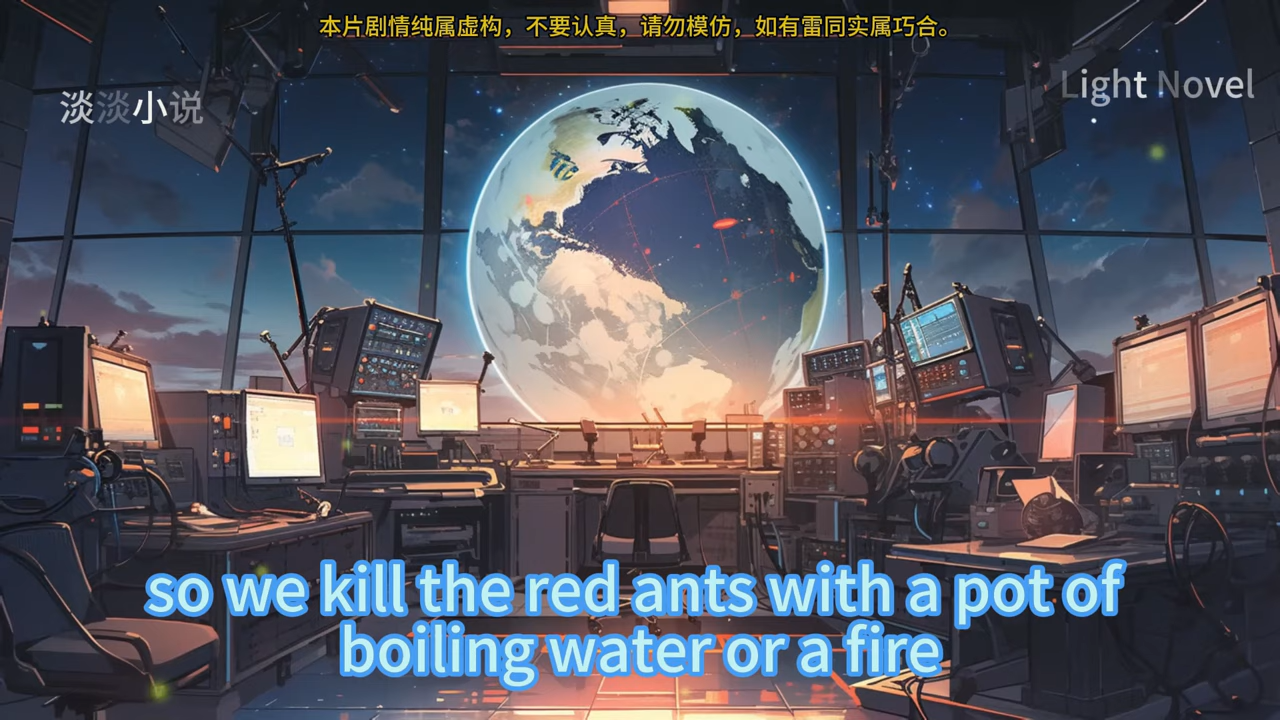 本片剧情纯属虚构，不要认真，请勿模仿，如有雷同实属巧合。
淡淡小说
Light Novel
so we kill the red ants with a pot of
boiling water or a fire